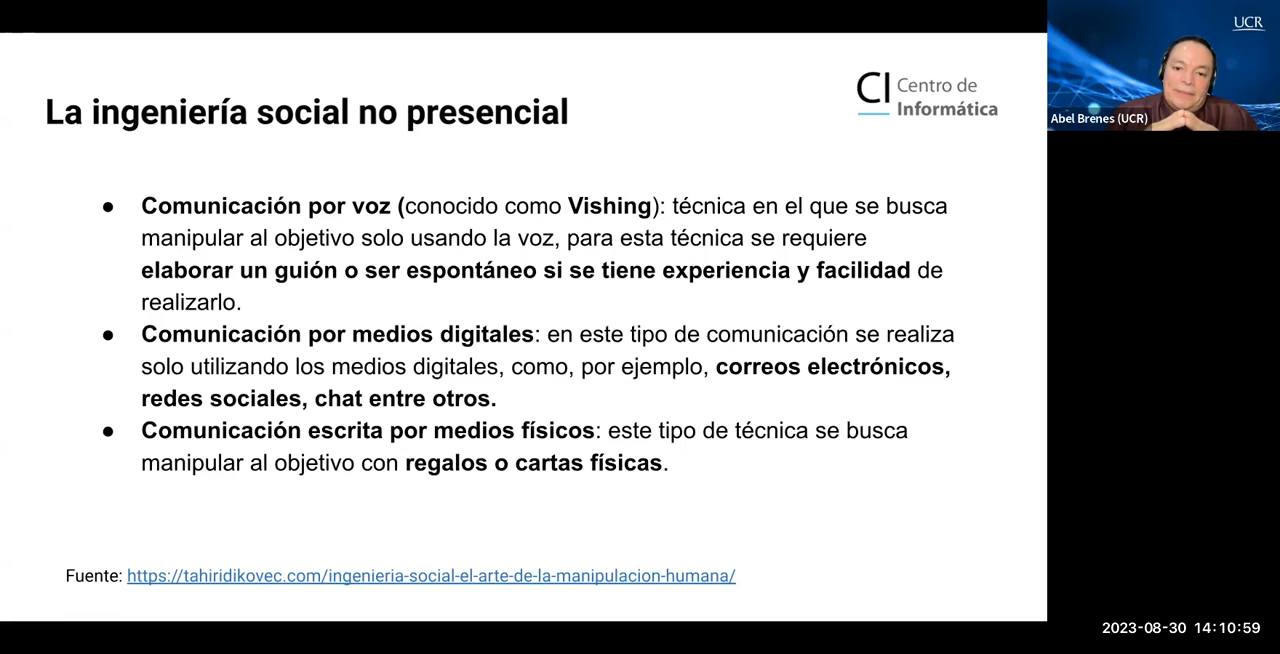 La ingeniería social no presencial
CI Centro de
Informática
● Comunicación por voz (conocido como Vishing): técnica en el que se busca
manipular al objetivo solo usando la voz, para esta técnica se requiere
elaborar un guión o ser espontáneo si se tiene experiencia y facilidad de
realizarlo.
● Comunicación por medios digitales: en este tipo de comunicación se realiza
solo utilizando los medios digitales, como, por ejemplo, correos electrónicos,
redes sociales, chat entre otros.
● Comunicación escrita por medios físicos: este tipo de técnica se busca
manipular al objetivo con regalos o cartas físicas.
Fuente: https://tahiridikovec.com/ingenieria-social-el-arte-de-la-manipulacion-humana/
UCR
Abel Brenes (UCR)
2023-08-30 14:10:59